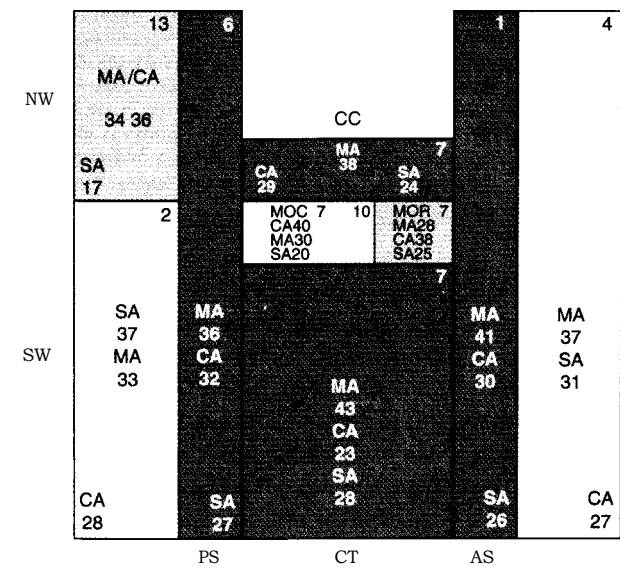 13
6
1
4
MA/CA
34 36
NW
SA
17
CC
MA
38
7
CA
29
SA
24
2
MOC 7 10
CA40
MA30
SA20
MOR 7
MA28
CA38
SA25
7
SW
SA
37
MA
33
MA
36
CA
32
MA
43
CA
23
SA
28
MA
41
CA
30
MA
37
SA
31
CA
28
SA
27
SA
26
CA
27
PS
CT
AS